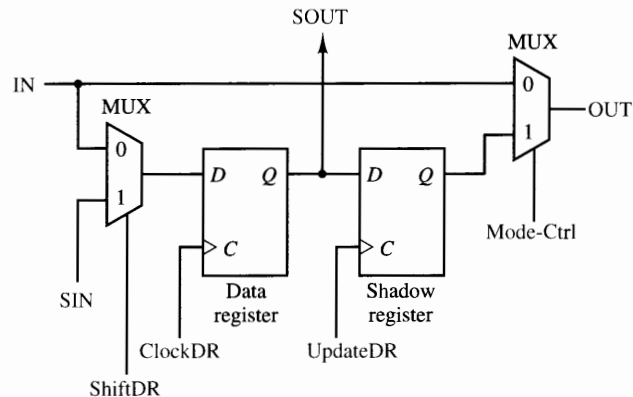 SOUT
MUX
IN
0
MUX
OUT
0
1
D
Q
D
Q
1
Mode-Ctrl
C
C
SIN
Data
register
Shadow
register
ClockDR
UpdateDR
ShiftDR